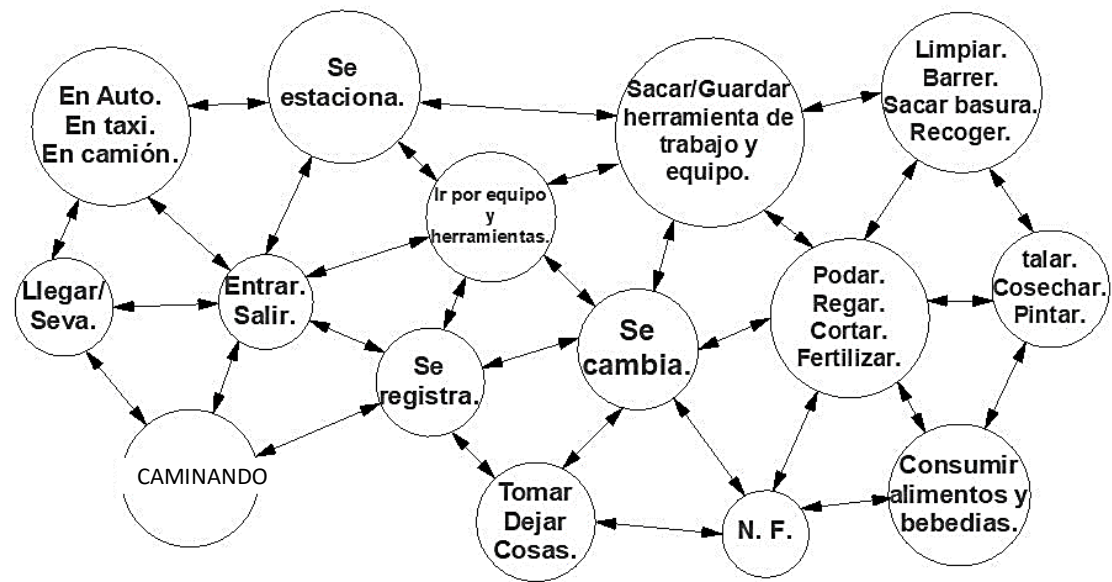 En Auto.
En taxi.
En camión.
Se
estaciona.
Sacar/Guardar
herramienta de
trabajo y
equipo.
Limpiar.
Barrer.
Sacar basura.
Recoger.
Ir por equipo
y
herramientas.
Llegar/
Seva.
Entrar.
Salir.
Se
registra.
Se
cambia.
Podar.
Regar.
Cortar.
Fertilizar.
talar.
Cosechar.
Pintar.
CAMINANDO
Tomar
Dejar
Cosas.
N. F.
Consumir
alimentos y
bebedias.